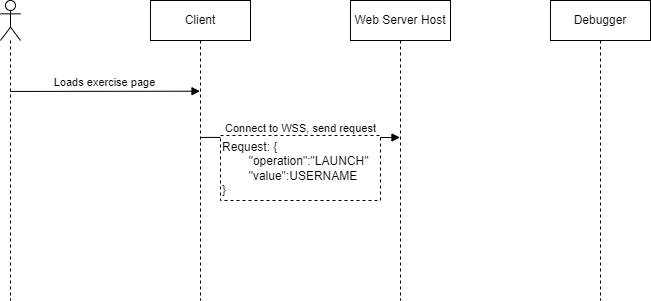 Client
Web Server Host
Debugger
Loads exercise page
Connect to WSS, send request
Request: {
"operation":"LAUNCH"
"value":USERNAME
}